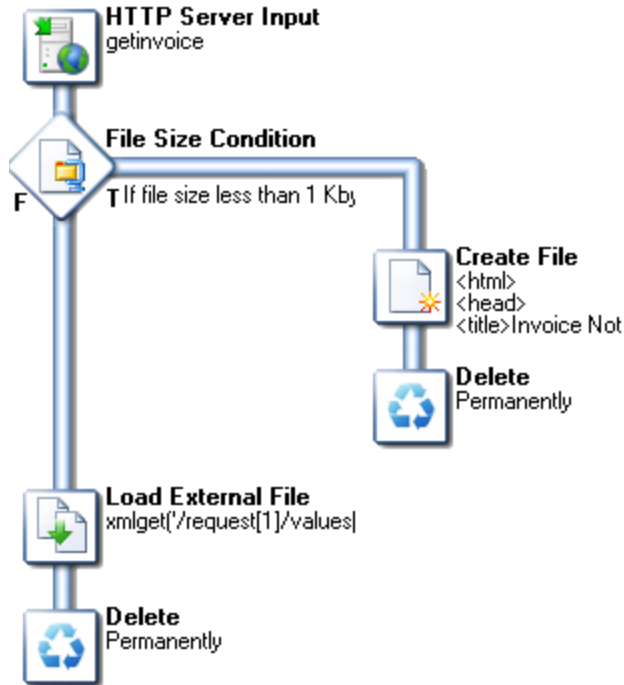 HTTP Server Input
getinvoice
File Size Condition
F
T If file size less than 1 Kby
Create File
<html>
<head>
<title>Invoice Not
Delete
Permanently
Load External File
xmlget('/request[1]/values[
Delete
Permanently